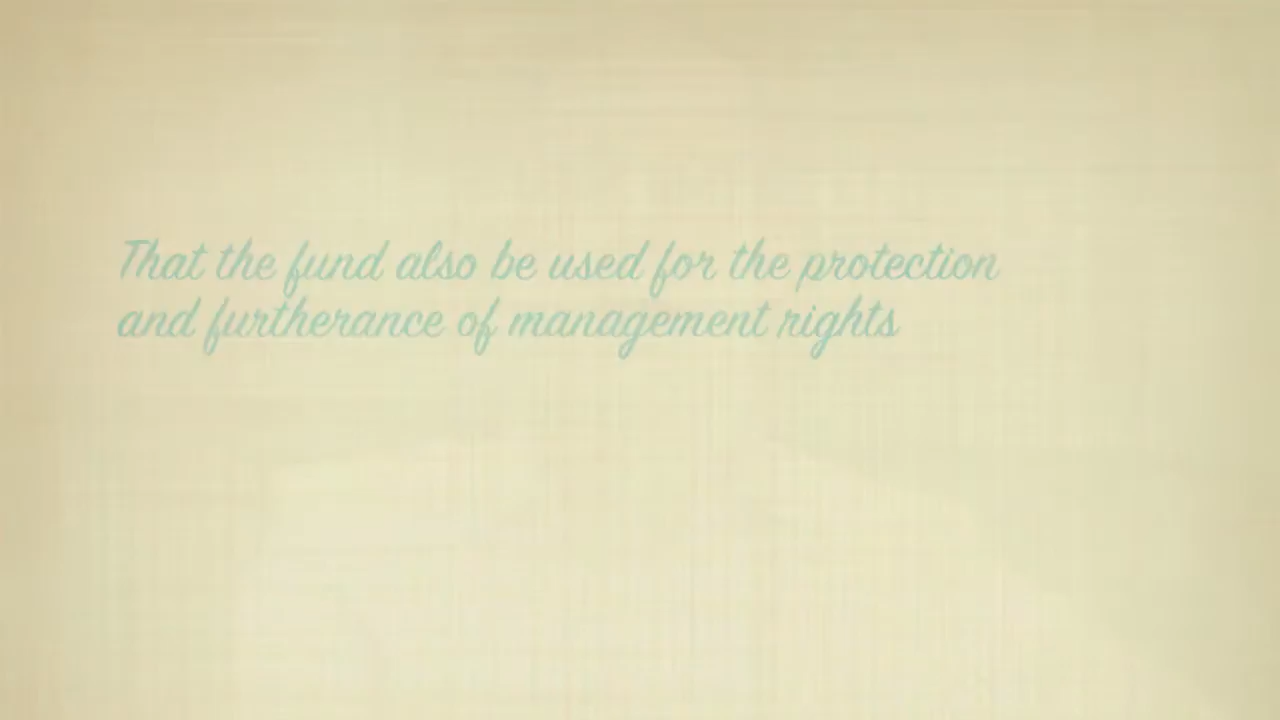 That the fund also be used for the protection
and furtherance of management rights